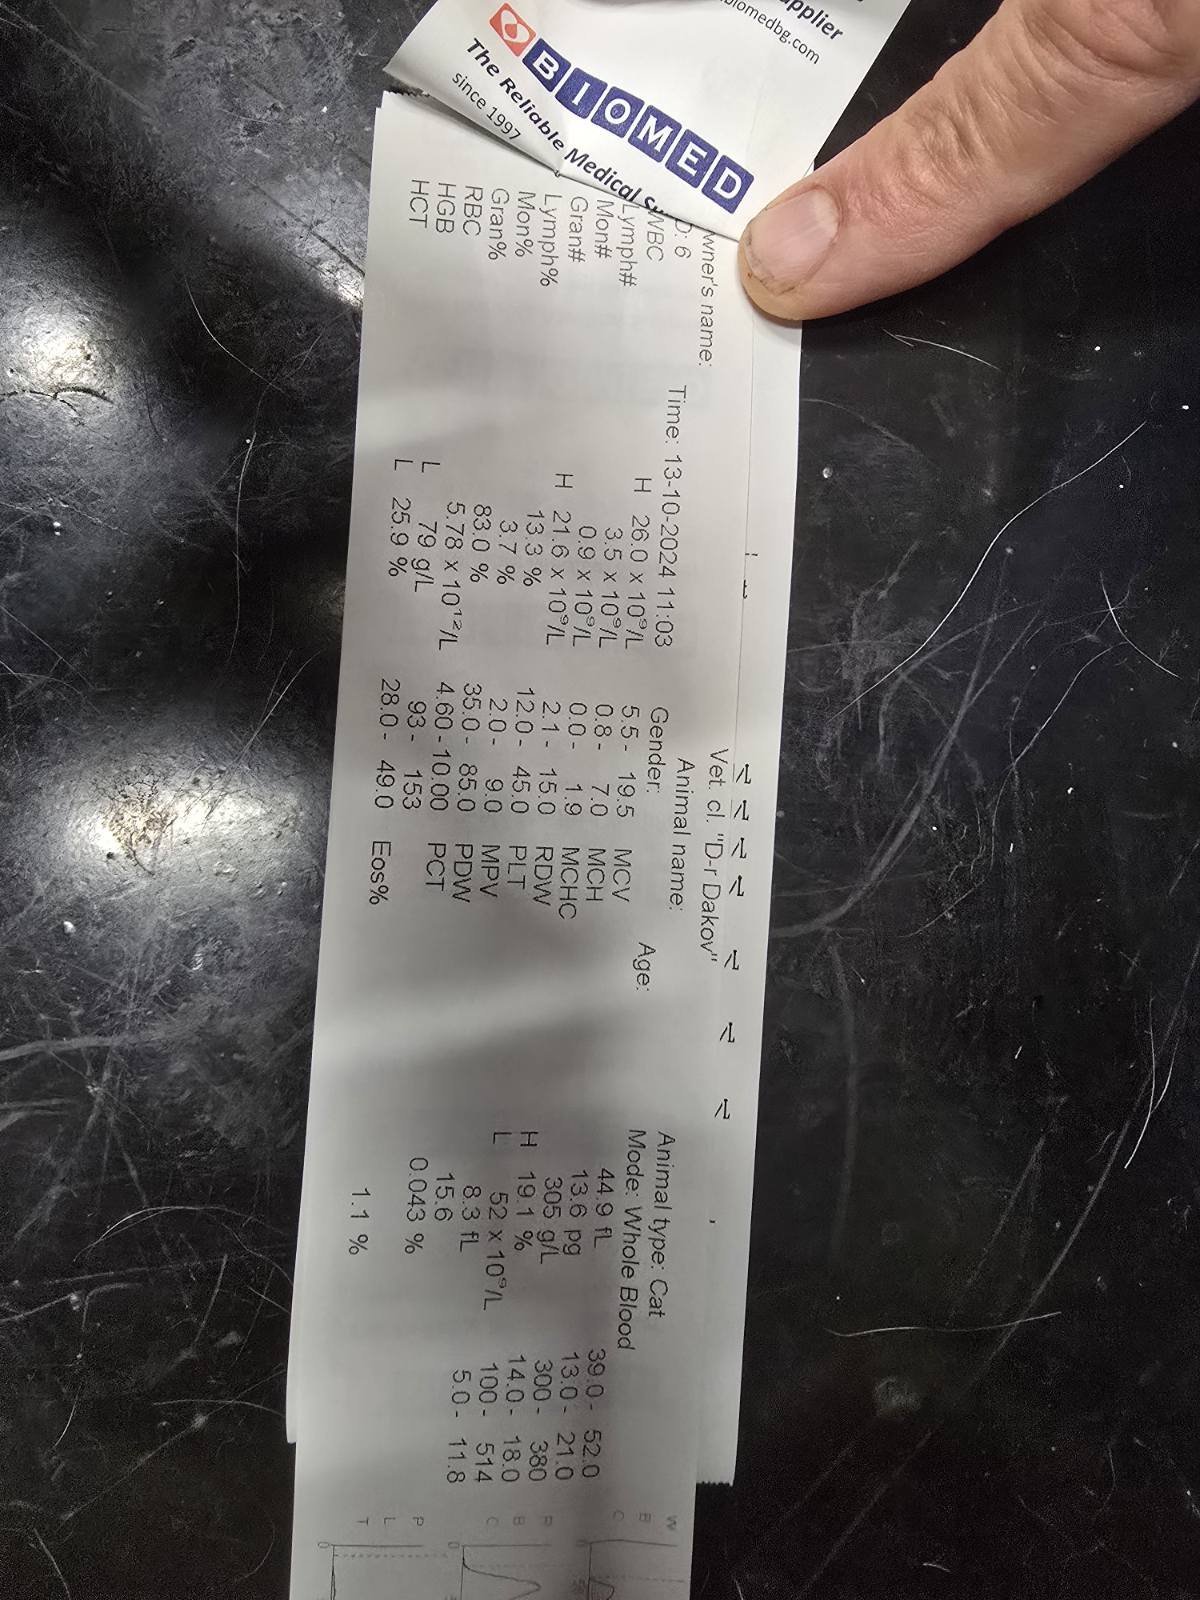 BIOMED
The Reliable Medical
since 1997
Vet. cl. "D-r Dakov"
wner's name: Animal name: Animal type: Cat
: 6 Time: 13-10-2024 11:03 Gender: Age: Mode: Whole Blood
WBC H 26.0 x 10⁹/L 5.5 - 19.5 MCV 44.9 fL 39.0 - 52.0
Lymph# 3.5 x 10⁹/L 0.8 - 7.0 MCH 13.6 pg 13.0 - 21.0
Mon# 0.9 x 10⁹/L 0.0 - 1.9 MCHC 305 g/L 300 - 380
Gran# H 21.6 x 10⁹/L 2.1 - 15.0 RDW H 19.1 % 14.0 - 18.0
Lymph% 13.3 % 12.0 - 45.0 PLT L 52 x 10⁹/L 100 - 514
Mon% 3.7 % 2.0 - 9.0 MPV 8.3 fL 5.0 - 11.8
Gran% 83.0 % 35.0 - 85.0 PDW 15.6
RBC 5.78 x 10¹²/L 4.60 - 10.00 PCT 0.043 %
HGB L 79 g/L 93 - 153
HCT L 25.9 % 28.0 - 49.0 Eos% 1.1 %